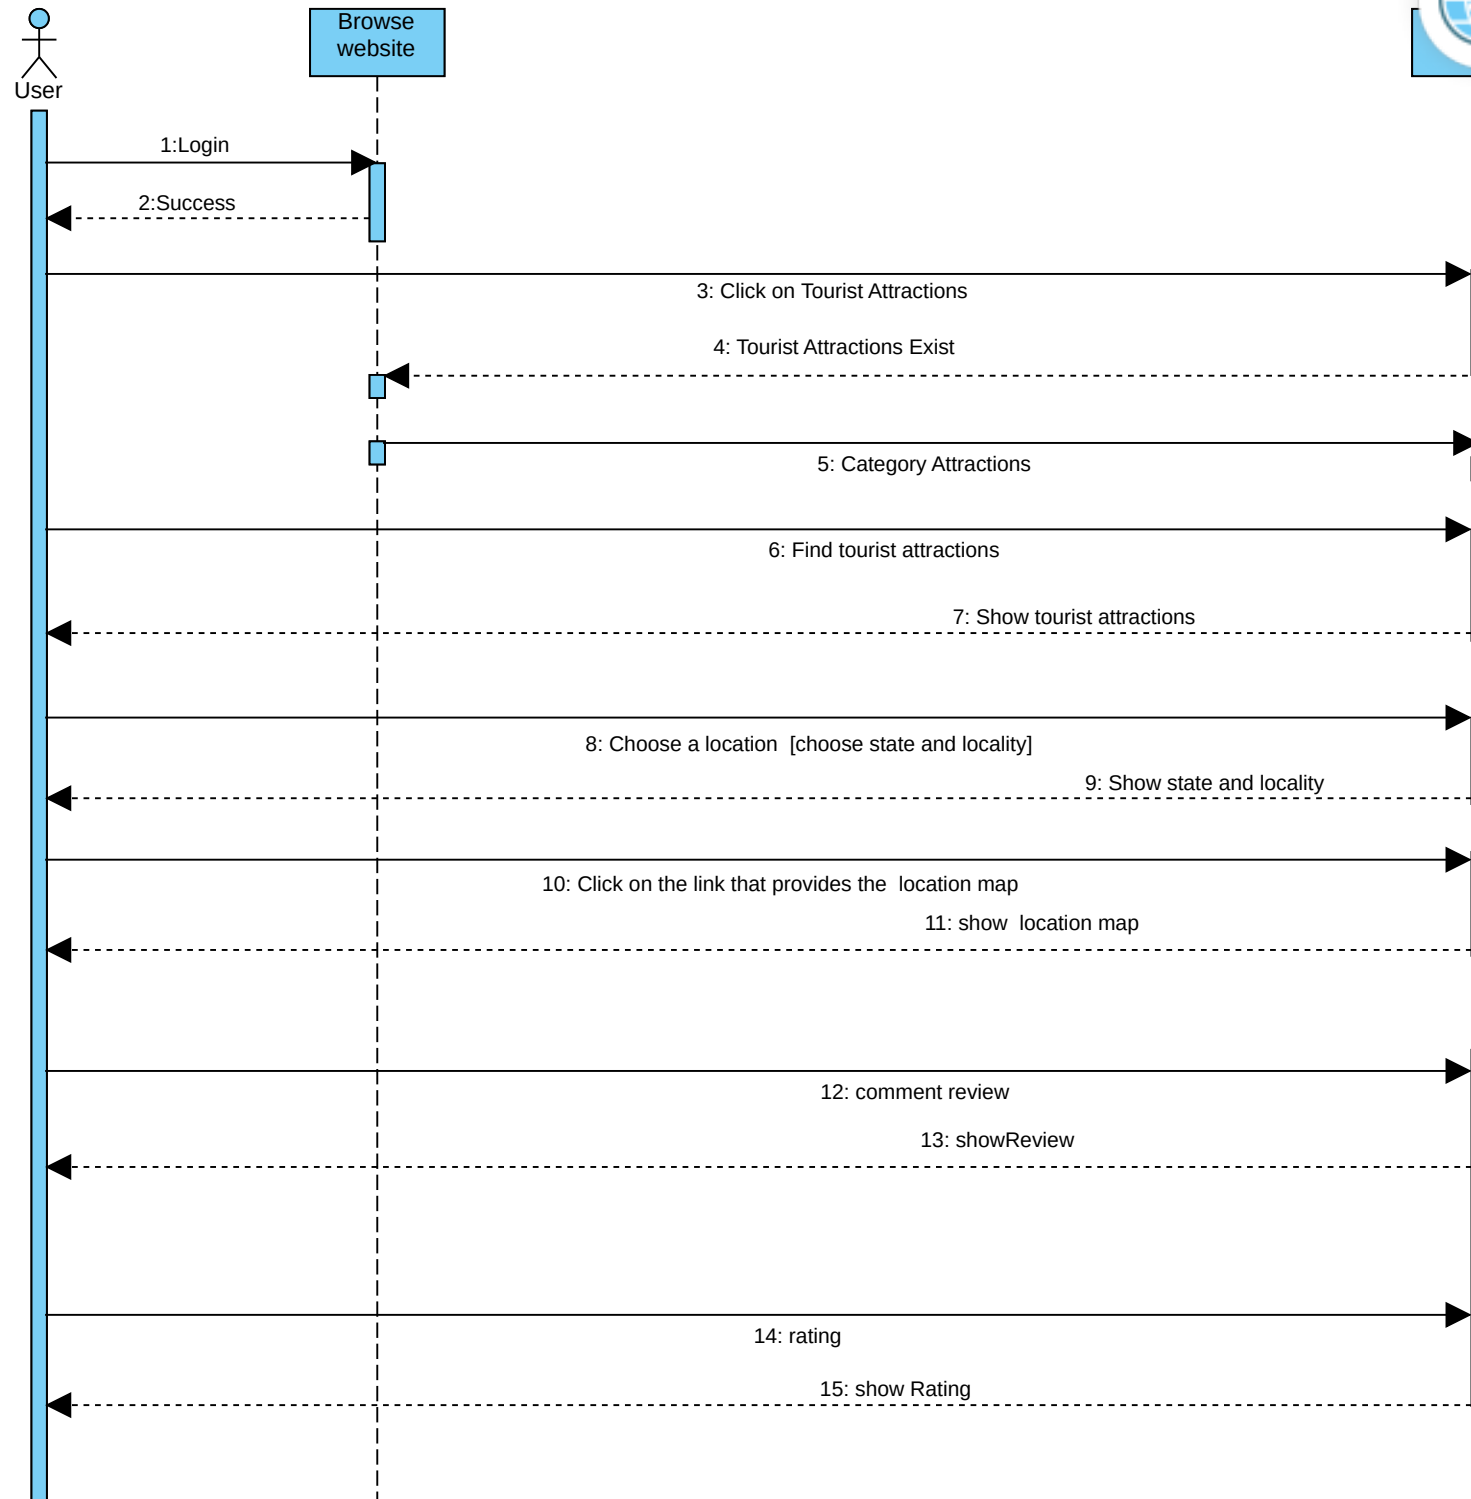 Browse
website
User
1:Login
2:Success
3: Click on Tourist Attractions
4: Tourist Attractions Exist
5: Category Attractions
6: Find tourist attractions
7: Show tourist attractions
8: Choose a location  [choose state and locality]
9: Show state and locality
10: Click on the link that provides the  location map
11: show  location map
12: comment review
13: showReview
14: rating
15: show Rating